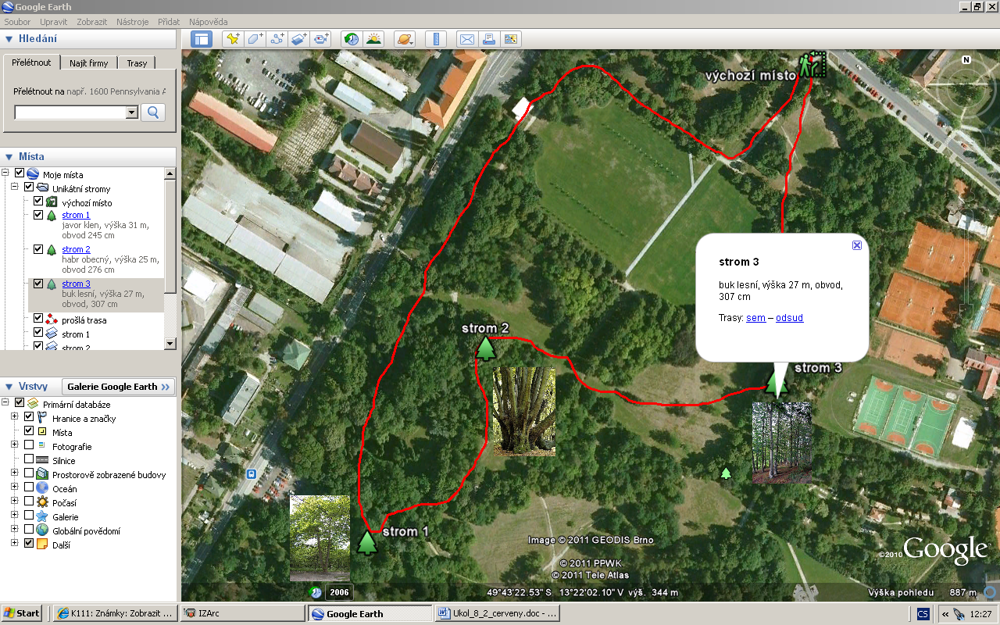 Google Earth
Soubor Upravit Zobrazit Nástroje Přidat Nápověda
Hledání
Přelétnout Najít firmy Trasy
Přelétnout na např. 1600 Pennsylvania A
Místa
Moje místa
Unikátní stromy
výchozí místo
strom 1
javor klen, výška 31 m,
obvod 245 cm
strom 2
habr obecný, výška 25 m,
obvod 276 cm
strom 3
buk lesní, výška 27 m,
obvod, 307 cm
prošlá trasa
strom 1
strom 2
Vrstvy
Galerie Google Earth »
Primární databáze
Hranice a značky
Místa
Fotografie
Silnice
Prostorově zobrazené budovy
Oceán
Počasí
Galerie
Globální povědomí
Další
výchozí místo
N
strom 3
buk lesní, výška 27 m, obvod,
307 cm
Trasy: sem – odsud
strom 2
strom 3
strom 1
Image © 2011 GEODIS Brno
© 2011 PPWK
© 2011 Tele Atlas
©2010 Google
2006
49°43'22.53" S 13°22'02.10" V výš. 344 m
Výška pohledu 887 m
Start
K111: Známky: Zobrazit ...
IZArc
Google Earth
Ukol_8_2_cerveny.doc - ...
CS
«
12:27